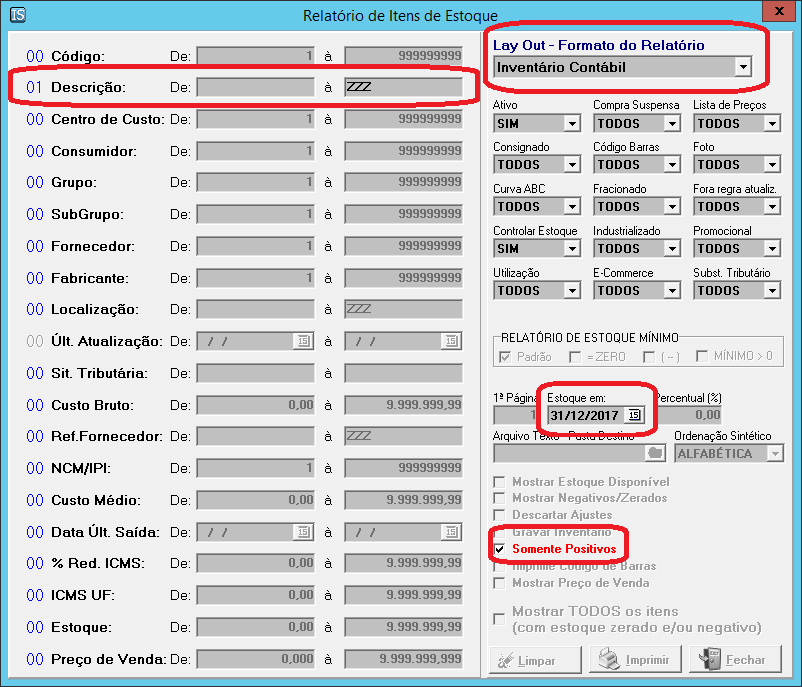 TS
Relatório de Itens de Estoque
x
00 Código: De: 1 à 999999999
01 Descrição: De: à ZZZ
00 Centro de Custo: De: 1 à 999999999
00 Consumidor: De: 1 à 999999999
00 Grupo: De: 1 à 999999999
00 SubGrupo: De: 1 à 999999999
00 Fornecedor: De: 1 à 999999999
00 Fabricante: De: 1 à 999999999
00 Localização: De: à ZZZ
00 Últ. Atualização: De: / / 15 à / / 15
00 Sit. Tributária: De: à
00 Custo Bruto: De: 0,00 à 9.999.999,99
00 Ref.Fornecedor: De: à ZZZ
00 NCM/IPI: De: 1 à 999999999
00 Custo Médio: De: 0,00 à 9.999.999,99
00 Data Últ. Saída: De: / / 15 à / / 15
00 % Red. ICMS: De: 0,00 à 9.999.999,99
00 ICMS UF: De: 0,00 à 9.999.999,99
00 Estoque: De: 0,00 à 9.999.999,99
00 Preço de Venda: De: 0,000 à 9.999.999,999
Lay Out - Formato do Relatório
Inventário Contábil
Ativo Compra Suspensa Lista de Preços
SIM TODOS TODOS
Consignado Código Barras Foto
TODOS TODOS TODOS
Curva ABC Fracionado Fora regra atualiz.
TODOS TODOS TODOS
Controlar Estoque Industrializado Promocional
SIM TODOS TODOS
Utilização E-Commerce Subst. Tributário
TODOS TODOS TODOS
RELATÓRIO DE ESTOQUE MÍNIMO
Padrão = ZERO ( -- ) MÍNIMO > 0
1ª Página Estoque em: Percentual (%)
1 31/12/2017 15 0,00
Arquivo Texto - Pasta Destino Ordenação Sintético
ALFABÉTICA
Mostrar Estoque Disponível
Mostrar Negativos/Zerados
Descartar Ajustes
Gravar Inventário
Somente Positivos
Imprime Código de Barras
Mostrar Preço de Venda
Mostrar TODOS os itens
(com estoque zerado e/ou negativo)
Limpar Imprimir Fechar